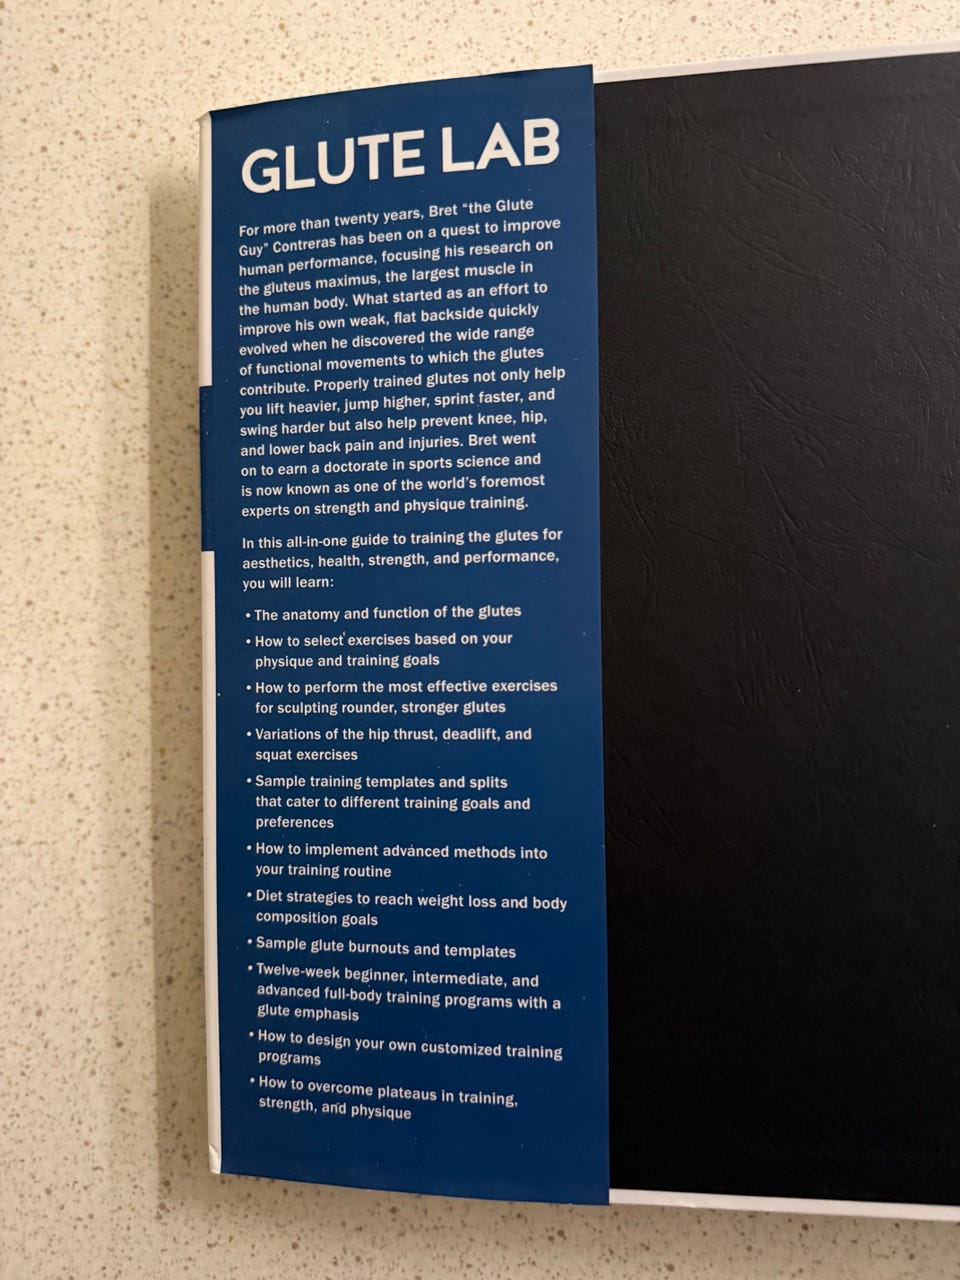 GLUTE LAB
For more than twenty years, Bret “the Glute
Guy” Contreras has been on a quest to improve
human performance, focusing his research on
the gluteus maximus, the largest muscle in
the human body. What started as an effort to
improve his own weak, flat backside quickly
evolved when he discovered the wide range
of functional movements to which the glutes
contribute. Properly trained glutes not only help
you lift heavier, jump higher, sprint faster, and
swing harder but also help prevent knee, hip,
and lower back pain and injuries. Bret went
on to earn a doctorate in sports science and
is now known as one of the world’s foremost
experts on strength and physique training.
In this all-in-one guide to training the glutes for
aesthetics, health, strength, and performance,
you will learn:
• The anatomy and function of the glutes
• How to select exercises based on your
physique and training goals
• How to perform the most effective exercises
for sculpting rounder, stronger glutes
• Variations of the hip thrust, deadlift, and
squat exercises
• Sample training templates and splits
that cater to different training goals and
preferences
• How to implement advanced methods into
your training routine
• Diet strategies to reach weight loss and body
composition goals
• Sample glute burnouts and templates
• Twelve-week beginner, intermediate, and
advanced full-body training programs with a
glute emphasis
• How to design your own customized training
programs
• How to overcome plateaus in training,
strength, and physique